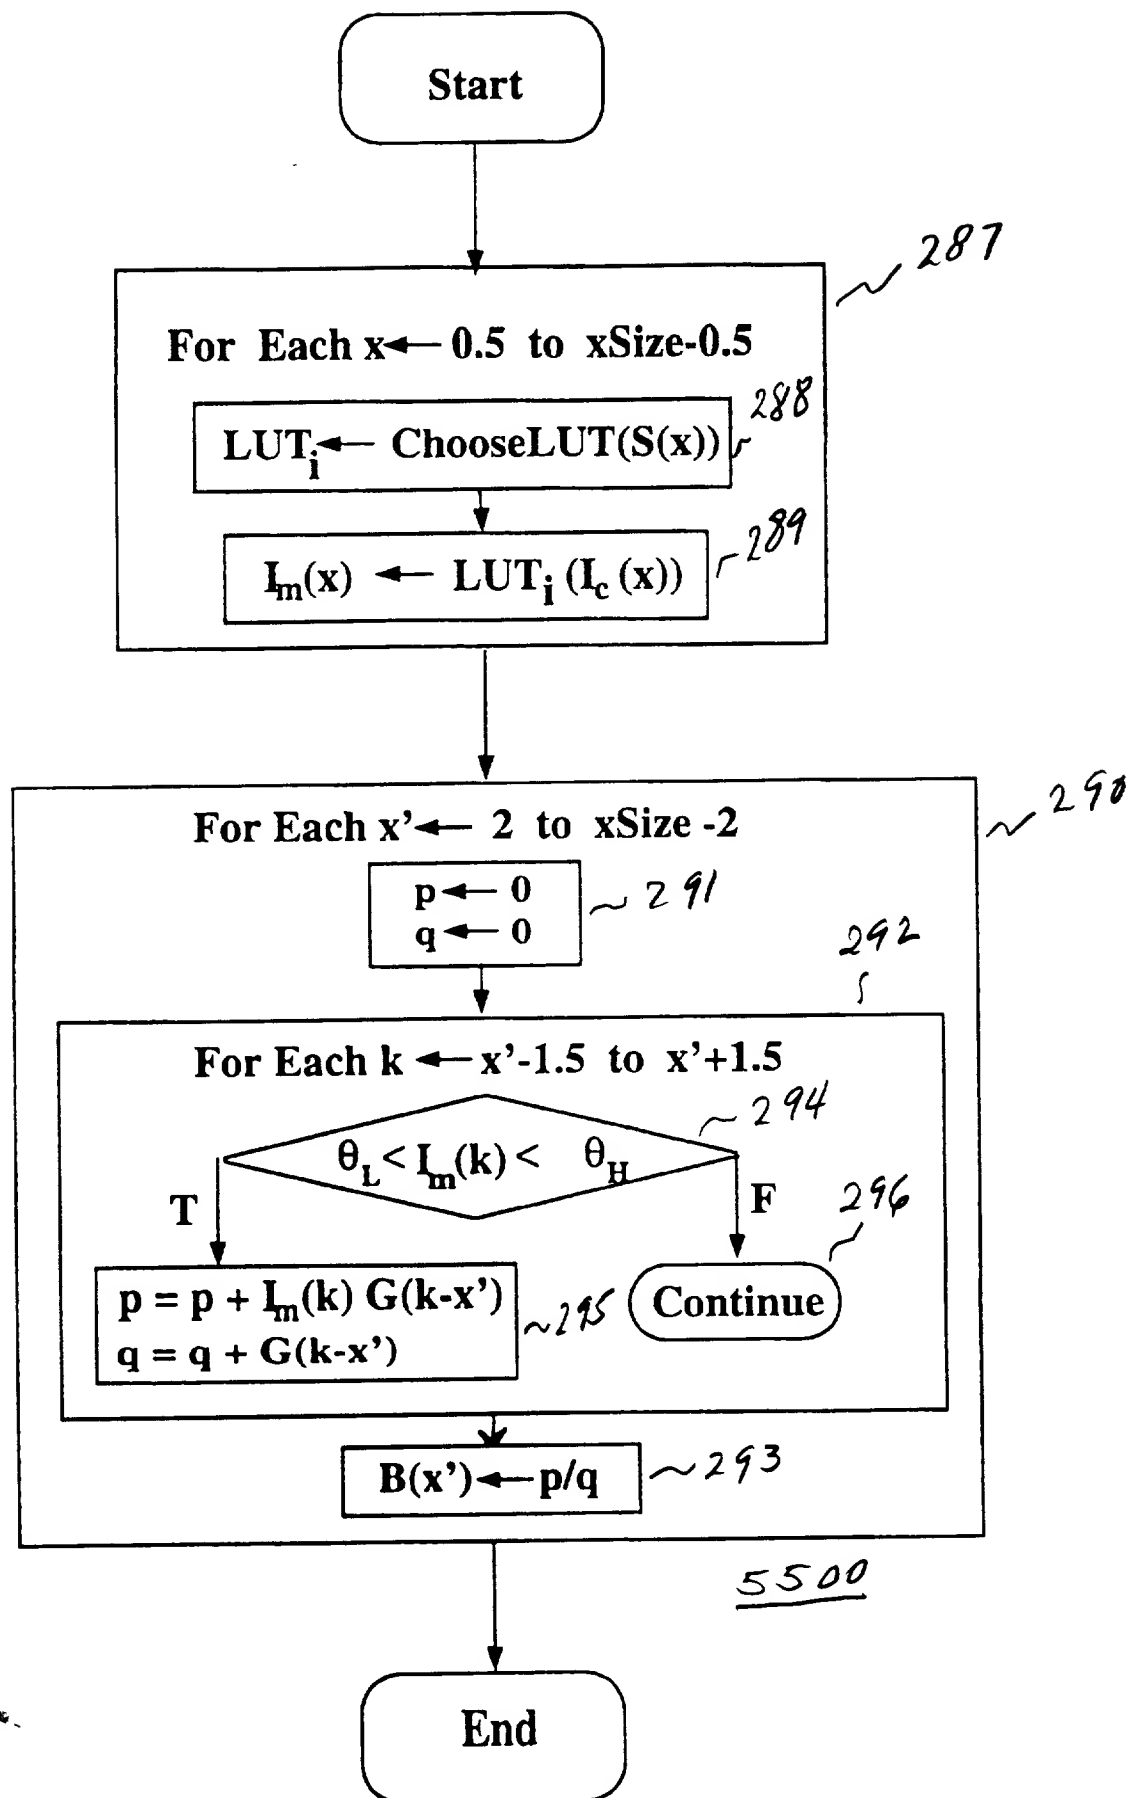 Start
287
For Each x← 0.5 to xSize-0.5
288
LUTi← ChooseLUT(S(x))
289
Im(x) ← LUTi (Ic (x))
290
For Each x’← 2 to xSize -2
p← 0
q← 0
291
292
For Each k ← x’-1.5 to x’+1.5
294
θL < Im(k) < θH
T
F
296
p = p + Im(k) G(k-x’)
q = q + G(k-x’)
295
Continue
B(x’)← p/q
293
5500
End